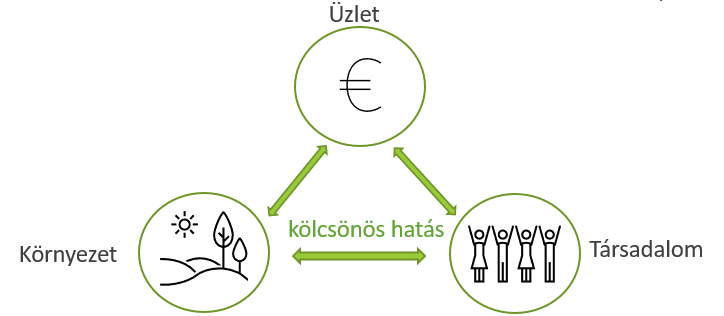 Üzlet
€
kölcsönös hatás
Környezet
Társadalom